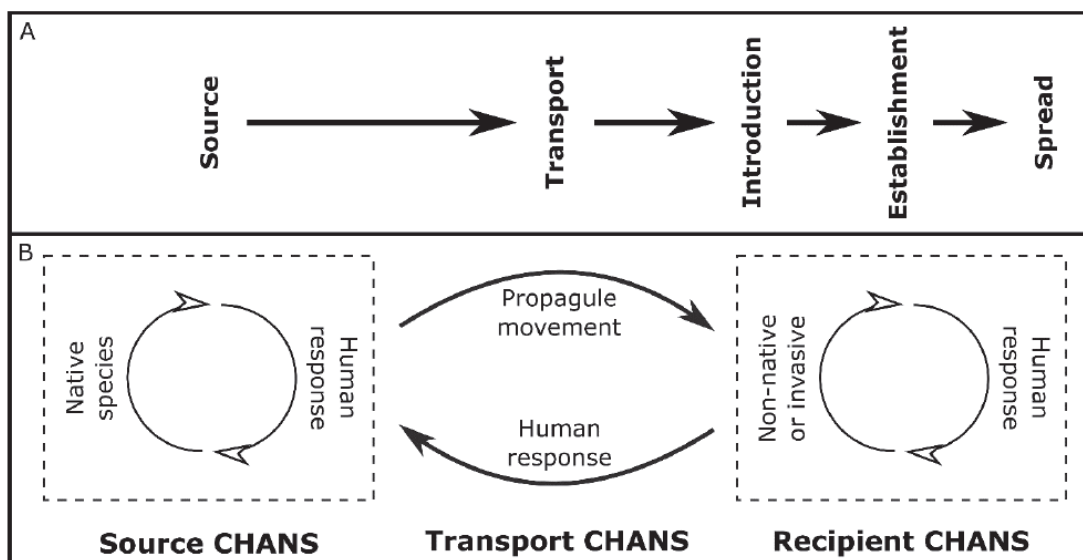 A
Source
Transport
Introduction
Establishment
Spread
B
Native
species
Human
response
Propagule
movement
Human
response
Non-native
or invasive
Human
response
Source CHANS
Transport CHANS
Recipient CHANS